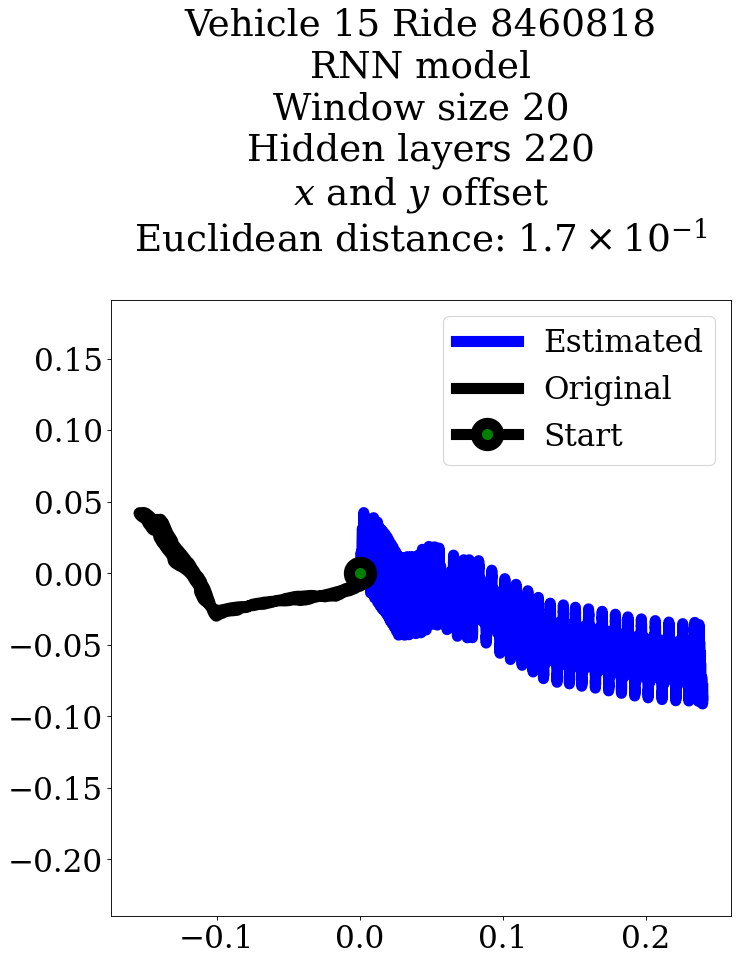 Vehicle 15 Ride 8460818
RNN model
Window size 20
Hidden layers 220
x and y offset
Euclidean distance: 1.7 × 10⁻¹
Estimated
Original
Start
0.15
0.10
0.05
0.00
−0.05
−0.10
−0.15
−0.20
−0.1 0.0 0.1 0.2